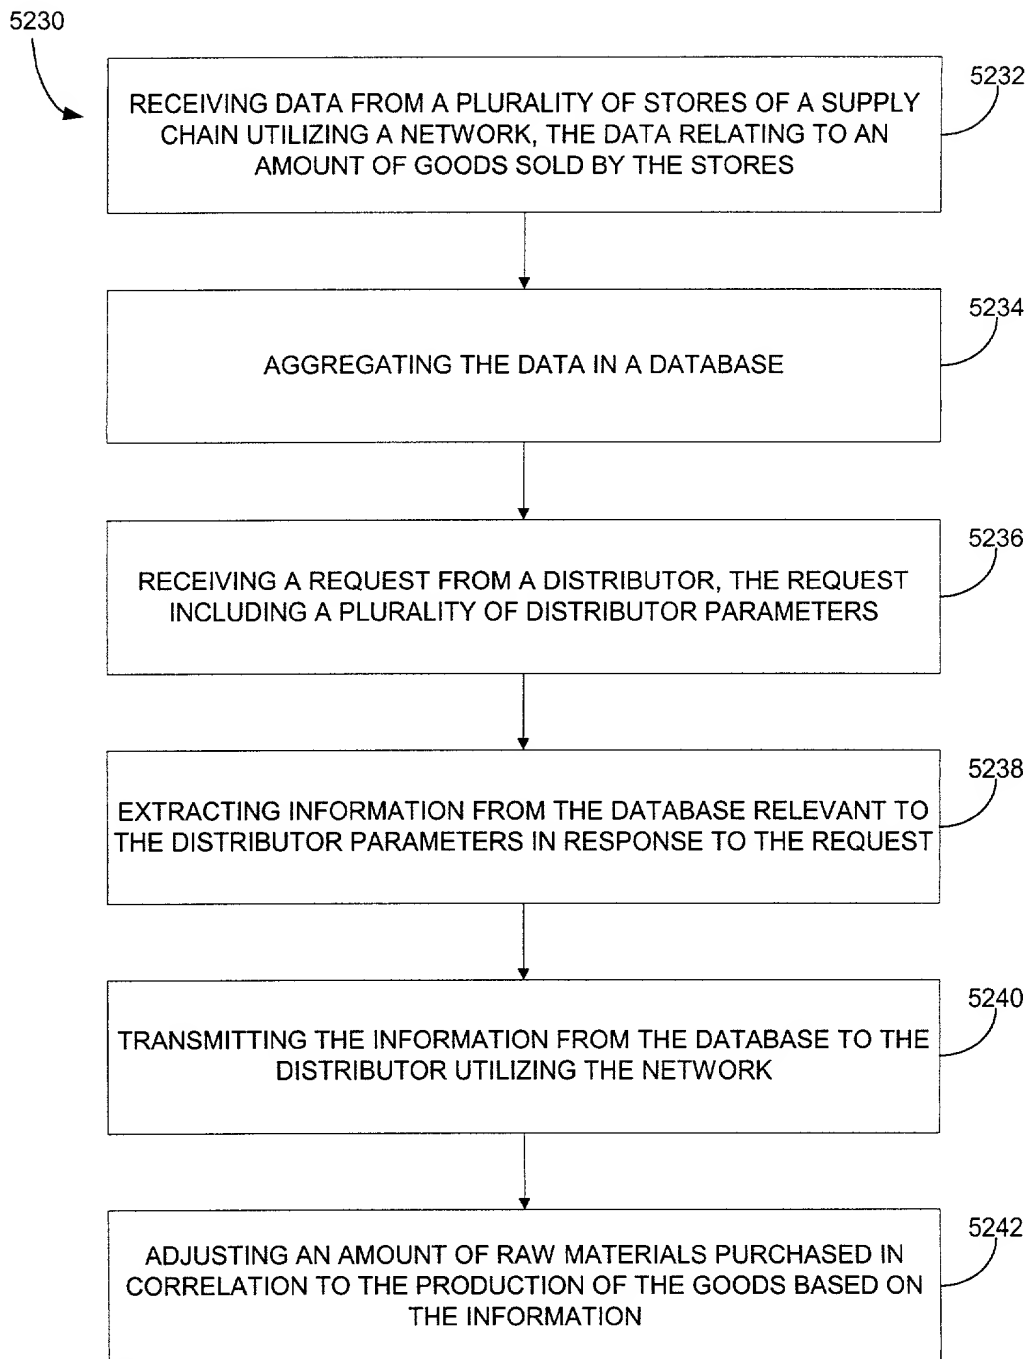 5230
5232
RECEIVING DATA FROM A PLURALITY OF STORES OF A SUPPLY
CHAIN UTILIZING A NETWORK, THE DATA RELATING TO AN
AMOUNT OF GOODS SOLD BY THE STORES
5234
AGGREGATING THE DATA IN A DATABASE
5236
RECEIVING A REQUEST FROM A DISTRIBUTOR, THE REQUEST
INCLUDING A PLURALITY OF DISTRIBUTOR PARAMETERS
5238
EXTRACTING INFORMATION FROM THE DATABASE RELEVANT TO
THE DISTRIBUTOR PARAMETERS IN RESPONSE TO THE REQUEST
5240
TRANSMITTING THE INFORMATION FROM THE DATABASE TO THE
DISTRIBUTOR UTILIZING THE NETWORK
5242
ADJUSTING AN AMOUNT OF RAW MATERIALS PURCHASED IN
CORRELATION TO THE PRODUCTION OF THE GOODS BASED ON
THE INFORMATION